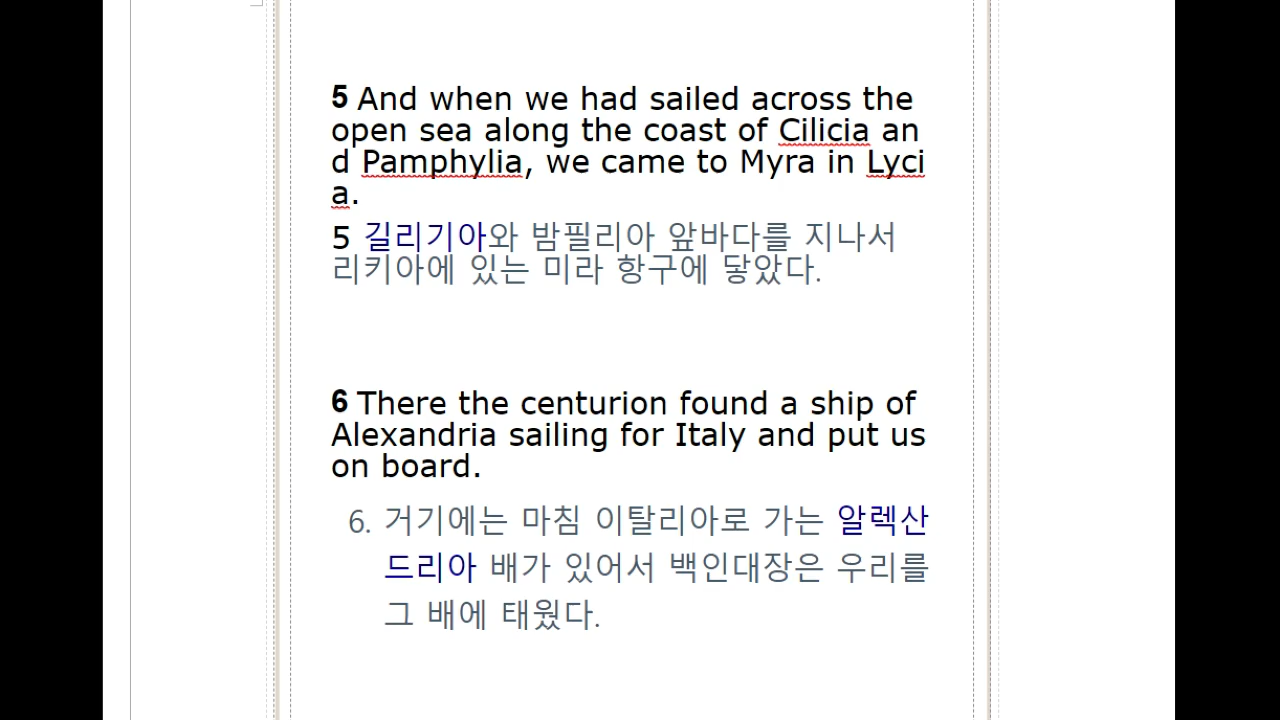 5 And when we had sailed across the
open sea along the coast of Cilicia an
d Pamphylia, we came to Myra in Lyci
a.
5 길리기아와 밤필리아 앞바다를 지나서
리키아에 있는 미라 항구에 닿았다.
6 There the centurion found a ship of
Alexandria sailing for Italy and put us
on board.
6. 거기에는 마침 이탈리아로 가는 알렉산
드리아 배가 있어서 백인대장은 우리를
그 배에 태웠다.